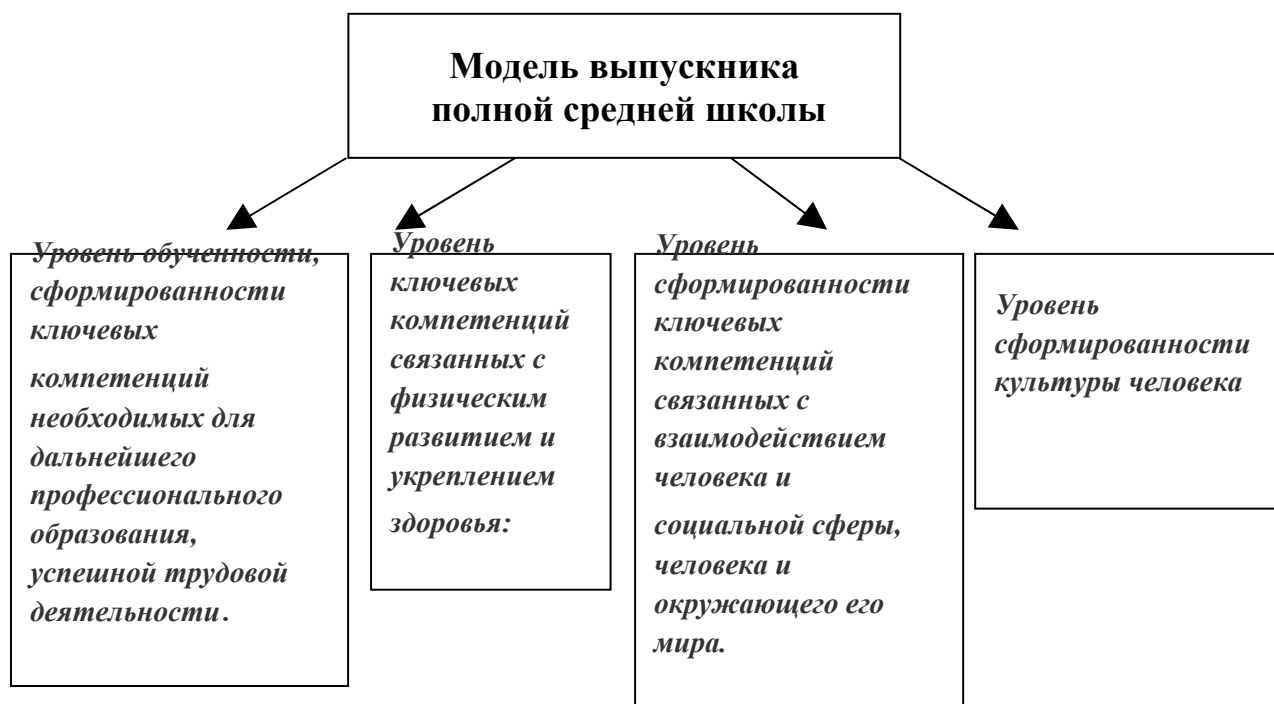 Модель выпускника
полной средней школы
Уровень обученности,
сформированности
ключевых
компетенций
необходимых для
дальнейшего
профессионального
образования,
успешной трудовой
деятельности.
Уровень
ключевых
компетенций
связанных с
физическим
развитием и
укреплением
здоровья:
Уровень
сформированности
ключевых
компетенций
связанных с
взаимодействием
человека и
социальной сферы,
человека и
окружающего его
мира.
Уровень
сформированности
культуры человека